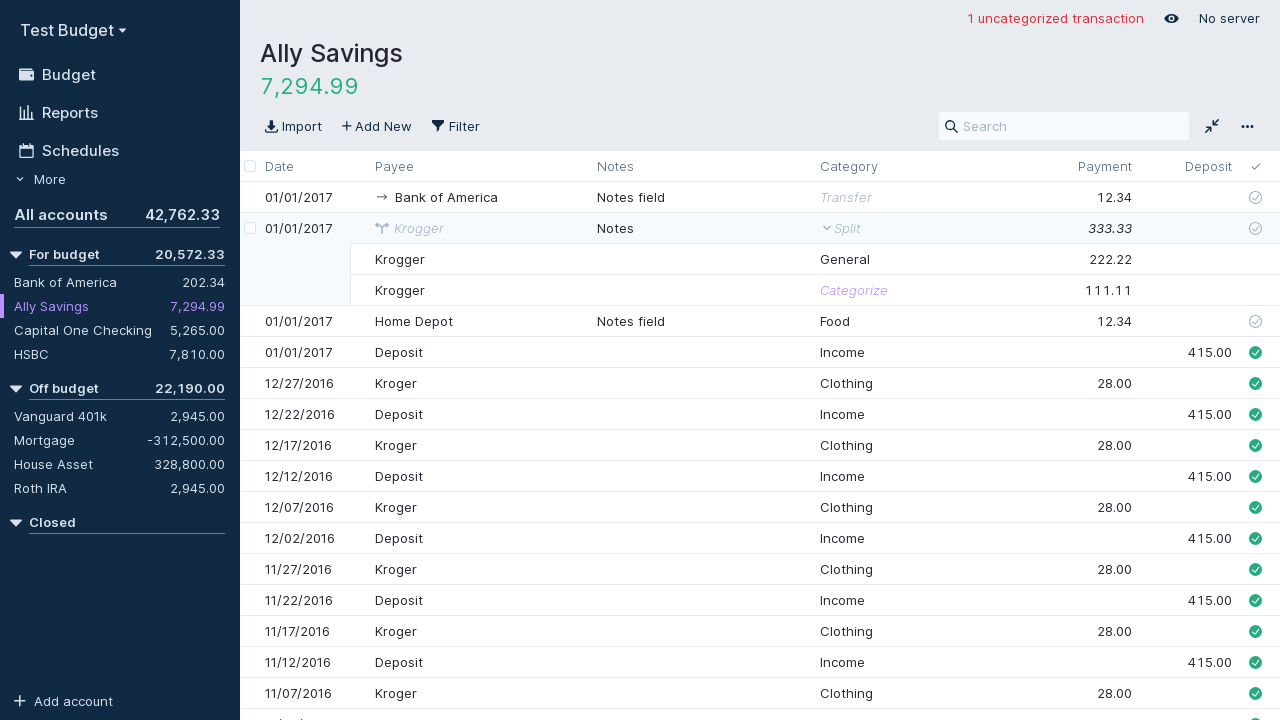 Test Budget
Budget
Reports
Schedules
More
All accounts 42,762.33
For budget 20,572.33
Bank of America 202.34
Ally Savings 7,294.99
Capital One Checking 5,265.00
HSBC 7,810.00
Off budget 22,190.00
Vanguard 401k 2,945.00
Mortgage -312,500.00
House Asset 328,800.00
Roth IRA 2,945.00
Closed
Add account
1 uncategorized transaction No server
Ally Savings
7,294.99
Import Add New Filter Search
Date Payee Notes Category Payment Deposit
01/01/2017 Bank of America Notes field Transfer 12.34
01/01/2017 Krogger Notes Split 333.33
Krogger General 222.22
Krogger Categorize 111.11
01/01/2017 Home Depot Notes field Food 12.34
01/01/2017 Deposit Income 415.00
12/27/2016 Kroger Clothing 28.00
12/22/2016 Deposit Income 415.00
12/17/2016 Kroger Clothing 28.00
12/12/2016 Deposit Income 415.00
12/07/2016 Kroger Clothing 28.00
12/02/2016 Deposit Income 415.00
11/27/2016 Kroger Clothing 28.00
11/22/2016 Deposit Income 415.00
11/17/2016 Kroger Clothing 28.00
11/12/2016 Deposit Income 415.00
11/07/2016 Kroger Clothing 28.00